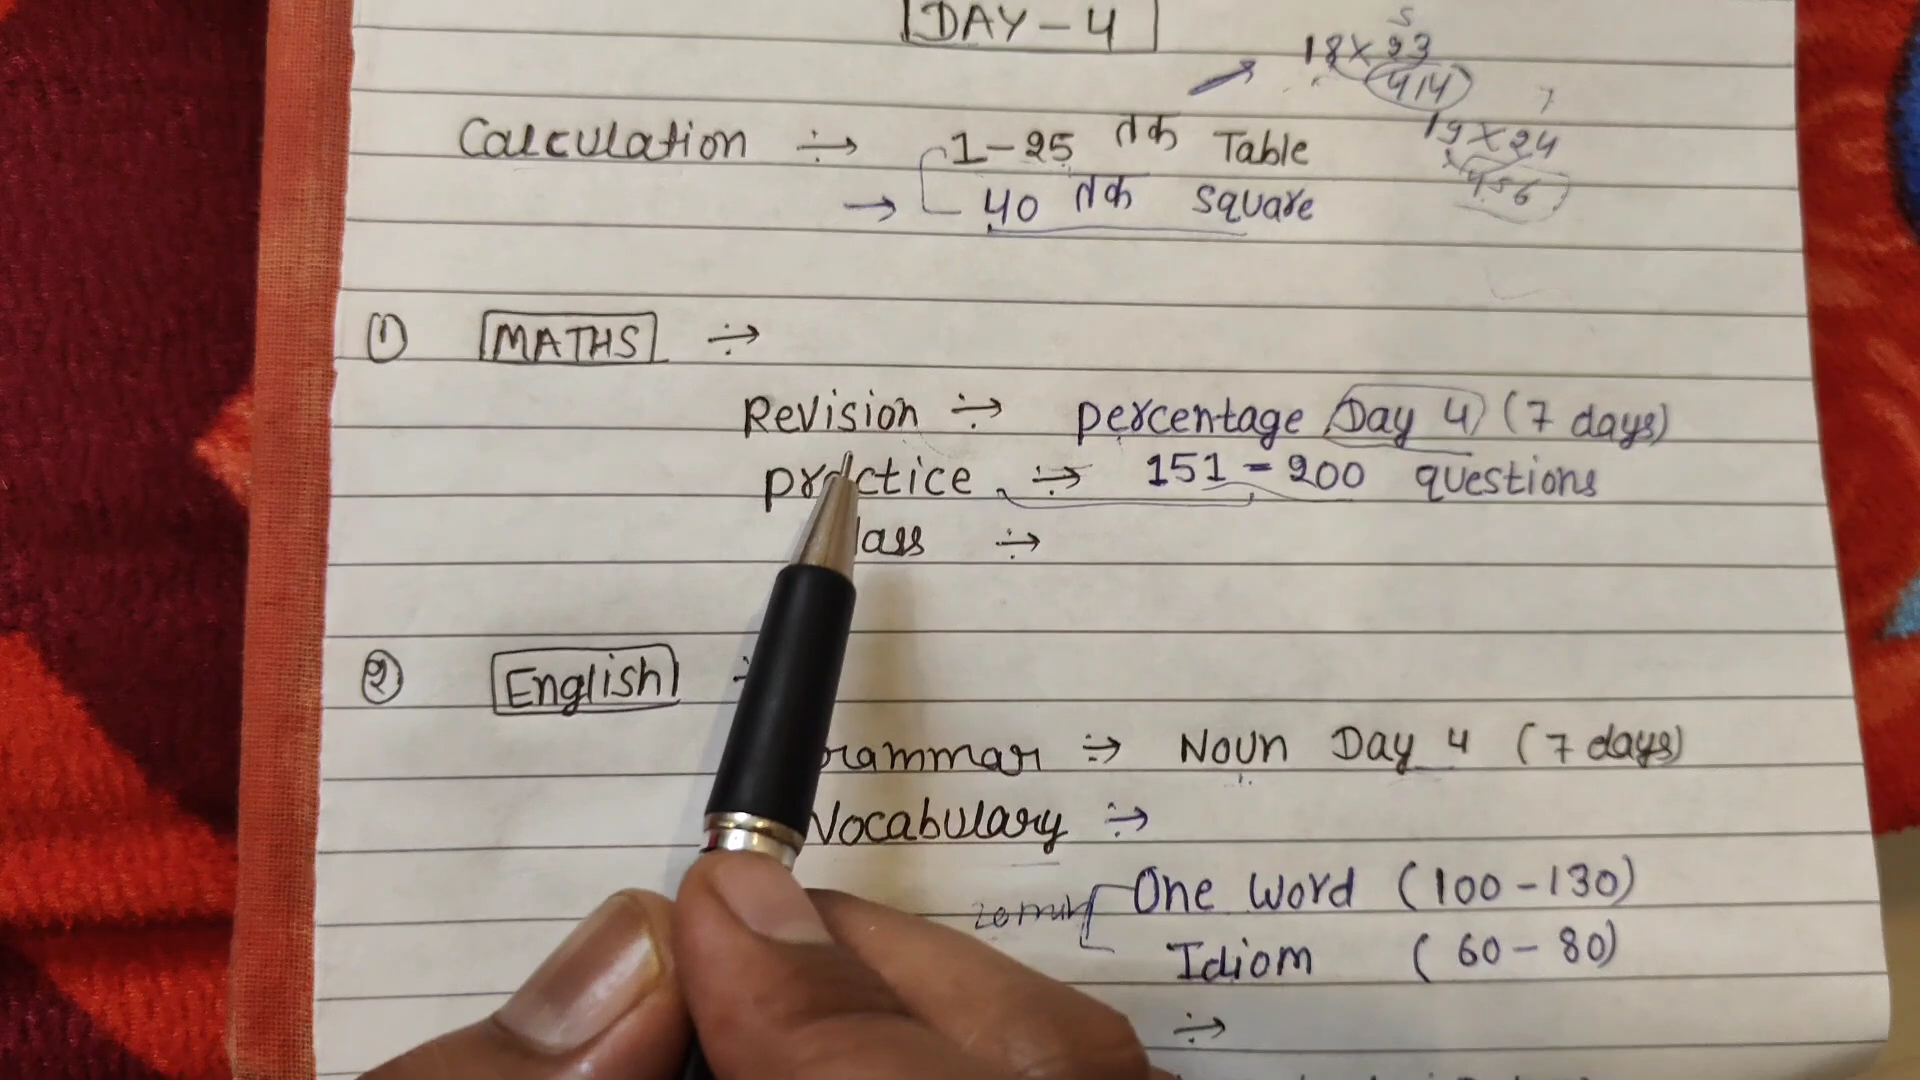 DAY - 4
18 × 23
414
19 × 24
456
Calculation ÷→ 1-25 तक Table
→ 40 तक Square
① MATHS ÷→
Revision ÷→ percentage Day 4 (7 days)
practice ÷→ 151 - 200 questions
lass ÷→
② English
rammar ÷→ Noun Day 4 (7 days)
Vocabulary ÷→
One Word (100-130)
Idiom (60-80)
÷→